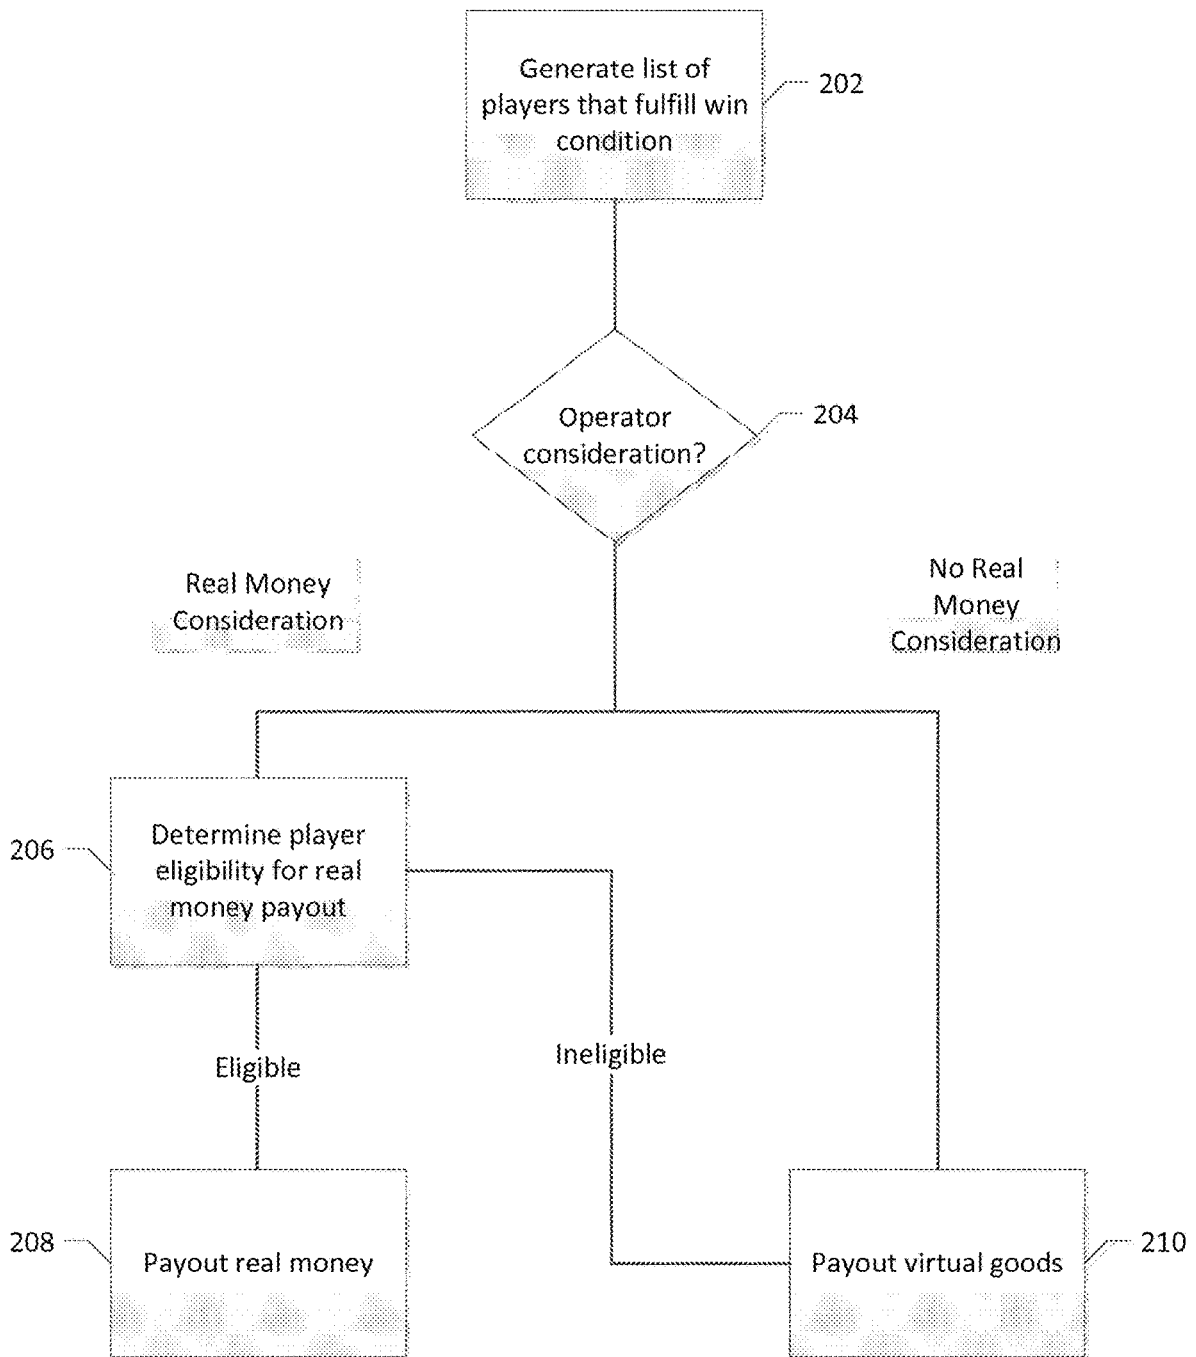 Generate list of
players that fulfill win
condition
202
Operator
consideration?
204
Real Money
Consideration
No Real
Money
Consideration
Determine player
eligibility for real
money payout
206
Eligible
Ineligible
208
Payout real money
Payout virtual goods
210